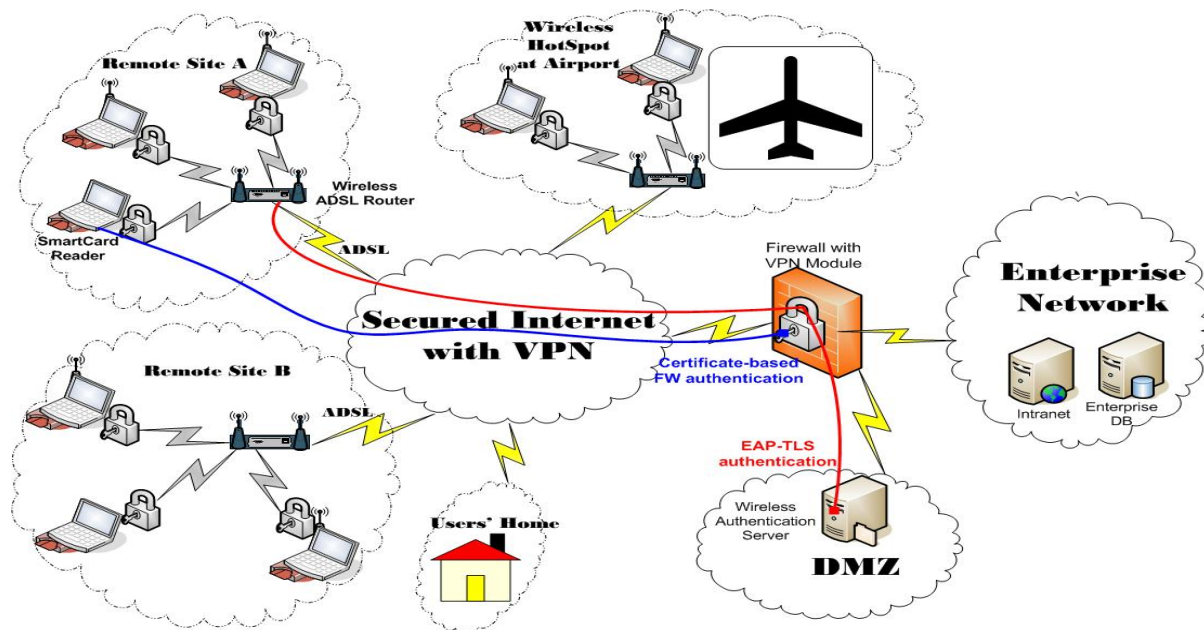 Remote Site A
Wireless
ADSL Router
SmartCard
Reader
ADSL
Wireless
HotSpot
at Airport
Firewall with
VPN Module
Secured Internet
with VPN
Certificate-based
FW authentication
Enterprise
Network
Intranet
Enterprise
DB
Remote Site B
ADSL
Users' Home
EAP-TLS
authentication
Wireless
Authentication
Server
DMZ